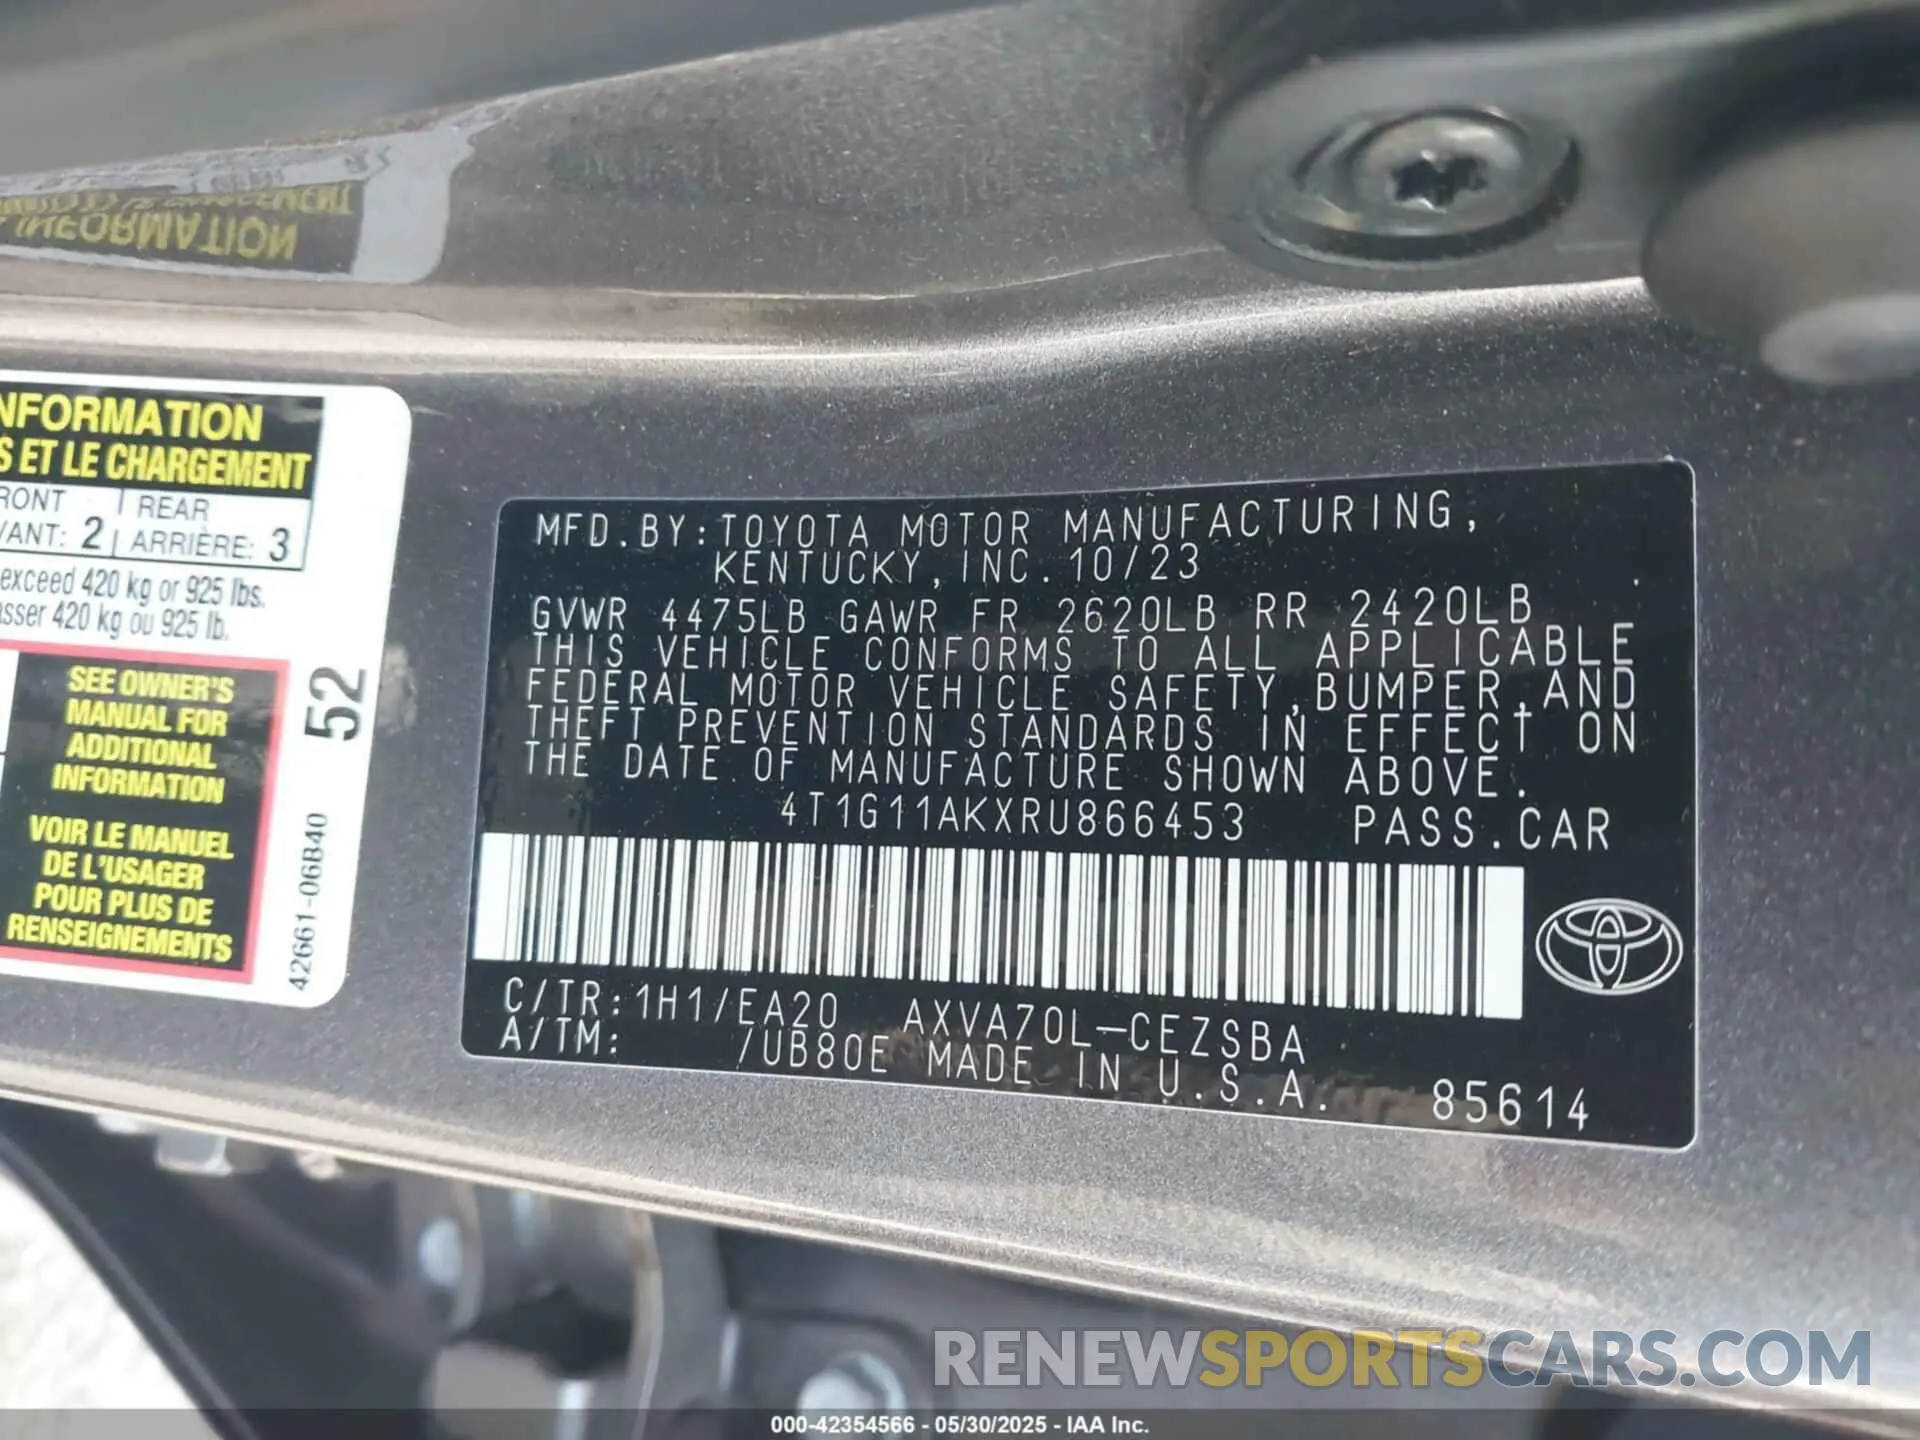 INFORMATION
NFORMATION
S ET LE CHARGEMENT
RONT REAR
VANT: 2 ARRIÈRE: 3
exceed 420 kg or 925 lbs.
asser 420 kg ou 925 lb.
SEE OWNER'S
MANUAL FOR
ADDITIONAL
INFORMATION
VOIR LE MANUEL
DE L'USAGER
POUR PLUS DE
RENSEIGNEMENTS
52
42661-06B40
MFD.BY:TOYOTA MOTOR MANUFACTURING,
KENTUCKY,INC.10/23
GVWR 4475LB GAWR FR 2620LB RR 2420LB
THIS VEHICLE CONFORMS TO ALL APPLICABLE
FEDERAL MOTOR VEHICLE SAFETY,BUMPER,AND
THEFT PREVENTION STANDARDS IN EFFECT ON
THE DATE OF MANUFACTURE SHOWN ABOVE.
4T1G11AKXRU866453 PASS.CAR
C/TR:1H1/EA20 AXVA70L-CEZSBA
A/TM: /UB80E MADE IN U.S.A.
85614
RENEWSPORTSCARS.COM
000-42354566 - 05/30/2025 - IAA Inc.